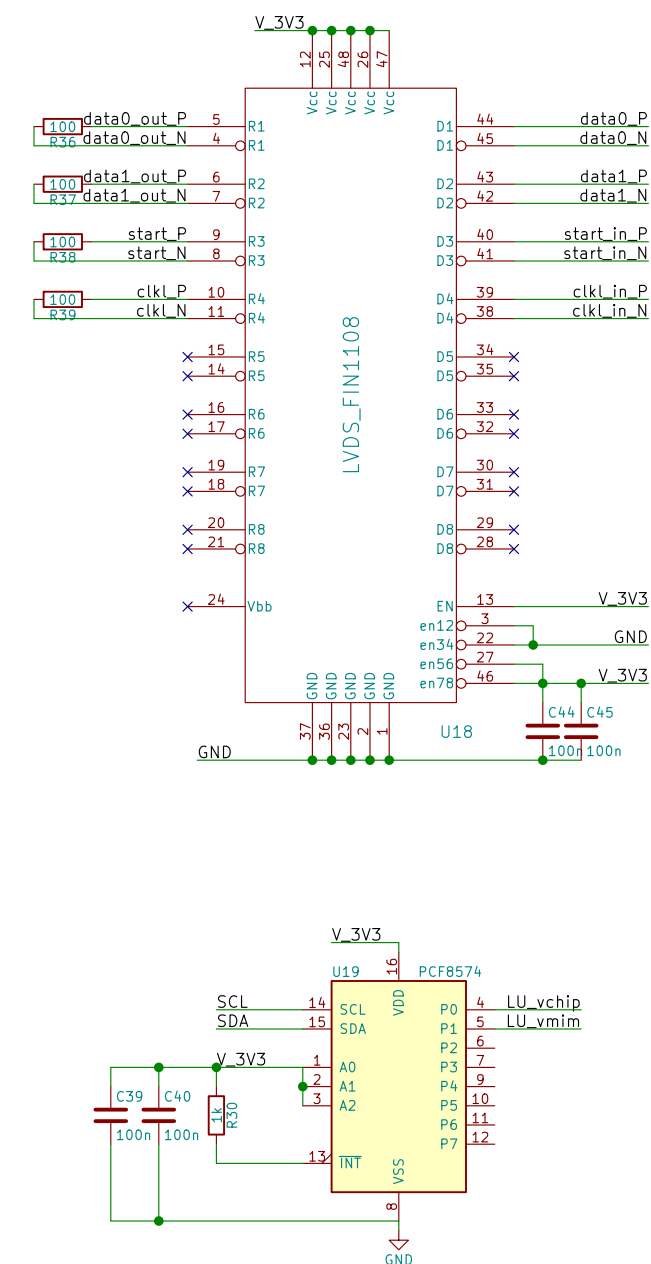 V_3V3
12 25 48 26 47
Vcc Vcc Vcc Vcc Vcc
100 data0_out_P 5 R1 D1 44 data0_P
R36 data0_out_N 4 R1 D1 45 data0_N
100 data1_out_P 6 R2 D2 43 data1_P
R37 data1_out_N 7 R2 D2 42 data1_N
100 start_P 9 R3 D3 40 start_in_P
R38 start_N 8 R3 D3 41 start_in_N
100 clkl_P 10 R4 D4 39 clkl_in_P
R39 clkl_N 11 R4 D4 38 clkl_in_N
LVDS_FIN1108
15 R5 D5 34
14 R5 D5 35
16 R6 D6 33
17 R6 D6 32
19 R7 D7 30
18 R7 D7 31
20 R8 D8 29
21 R8 D8 28
24 Vbb EN 13 V_3V3
en12 3
en34 22 GND
en56 27
en78 46 V_3V3
GND GND GND GND GND
37 36 23 2 1
U18
C44 C45
100n 100n
GND
V_3V3
16
U19 PCF8574
VDD
SCL 14 SCL P0 4 LU_vchip
SDA 15 SDA P1 5 LU_vmim
P2 6
V_3V3 1 A0 P3 7
2 A1 P4 9
C39 C40 3 A2 P5 10
1k R30
P6 11
100n 100n
P7 12
13 INT
VSS
8
GND